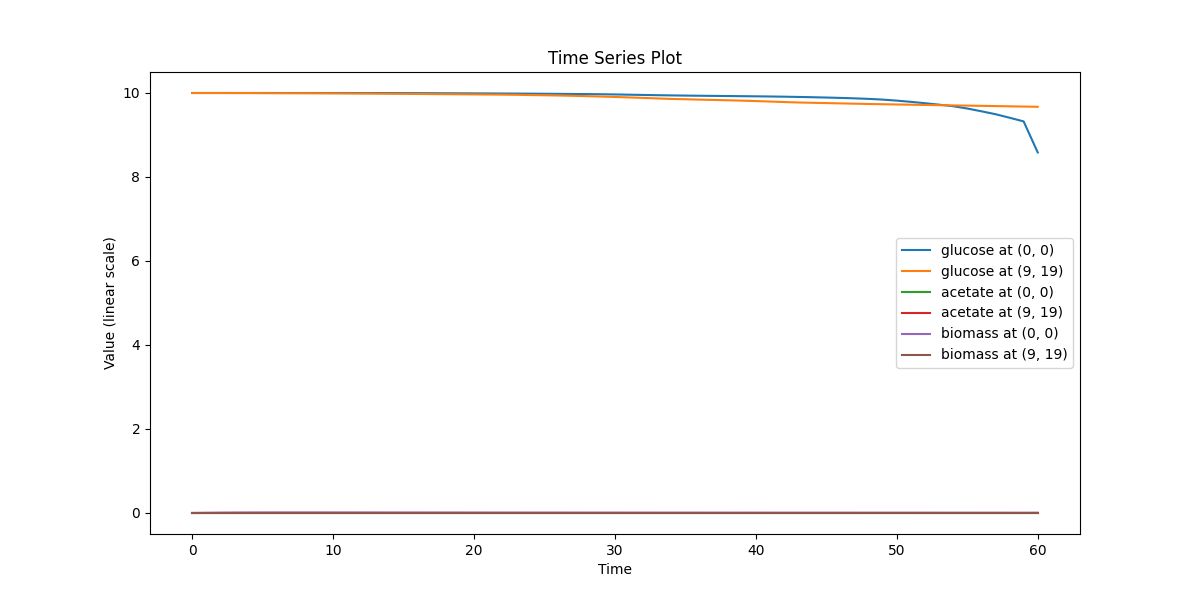 Time Series Plot
Value (linear scale)
10
8
6
4
2
0
glucose at (0, 0)
glucose at (9, 19)
acetate at (0, 0)
acetate at (9, 19)
biomass at (0, 0)
biomass at (9, 19)
0 10 20 30 40 50 60
Time